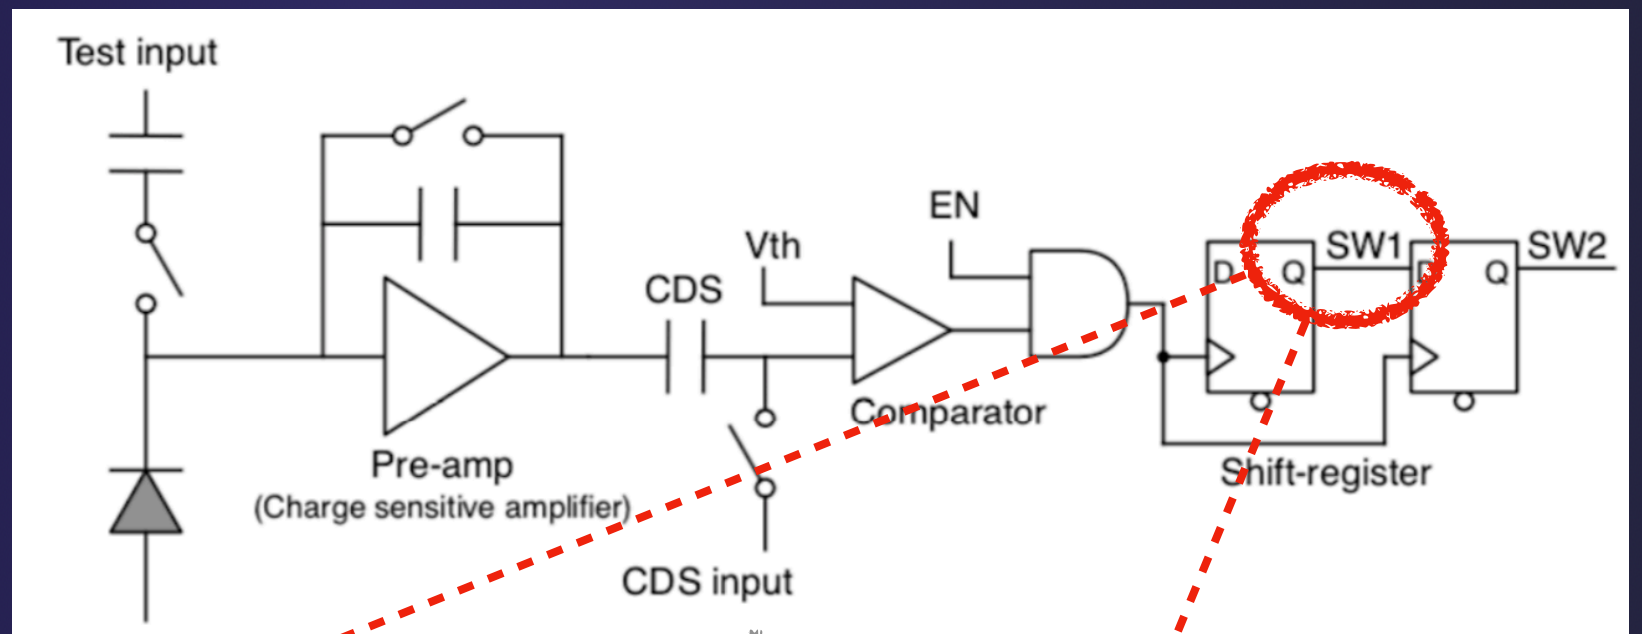 Test input
EN
Vth
SW1
SW2
D
Q
D
Q
CDS
Comparator
Pre-amp
(Charge sensitive amplifier)
Shift-register
CDS input